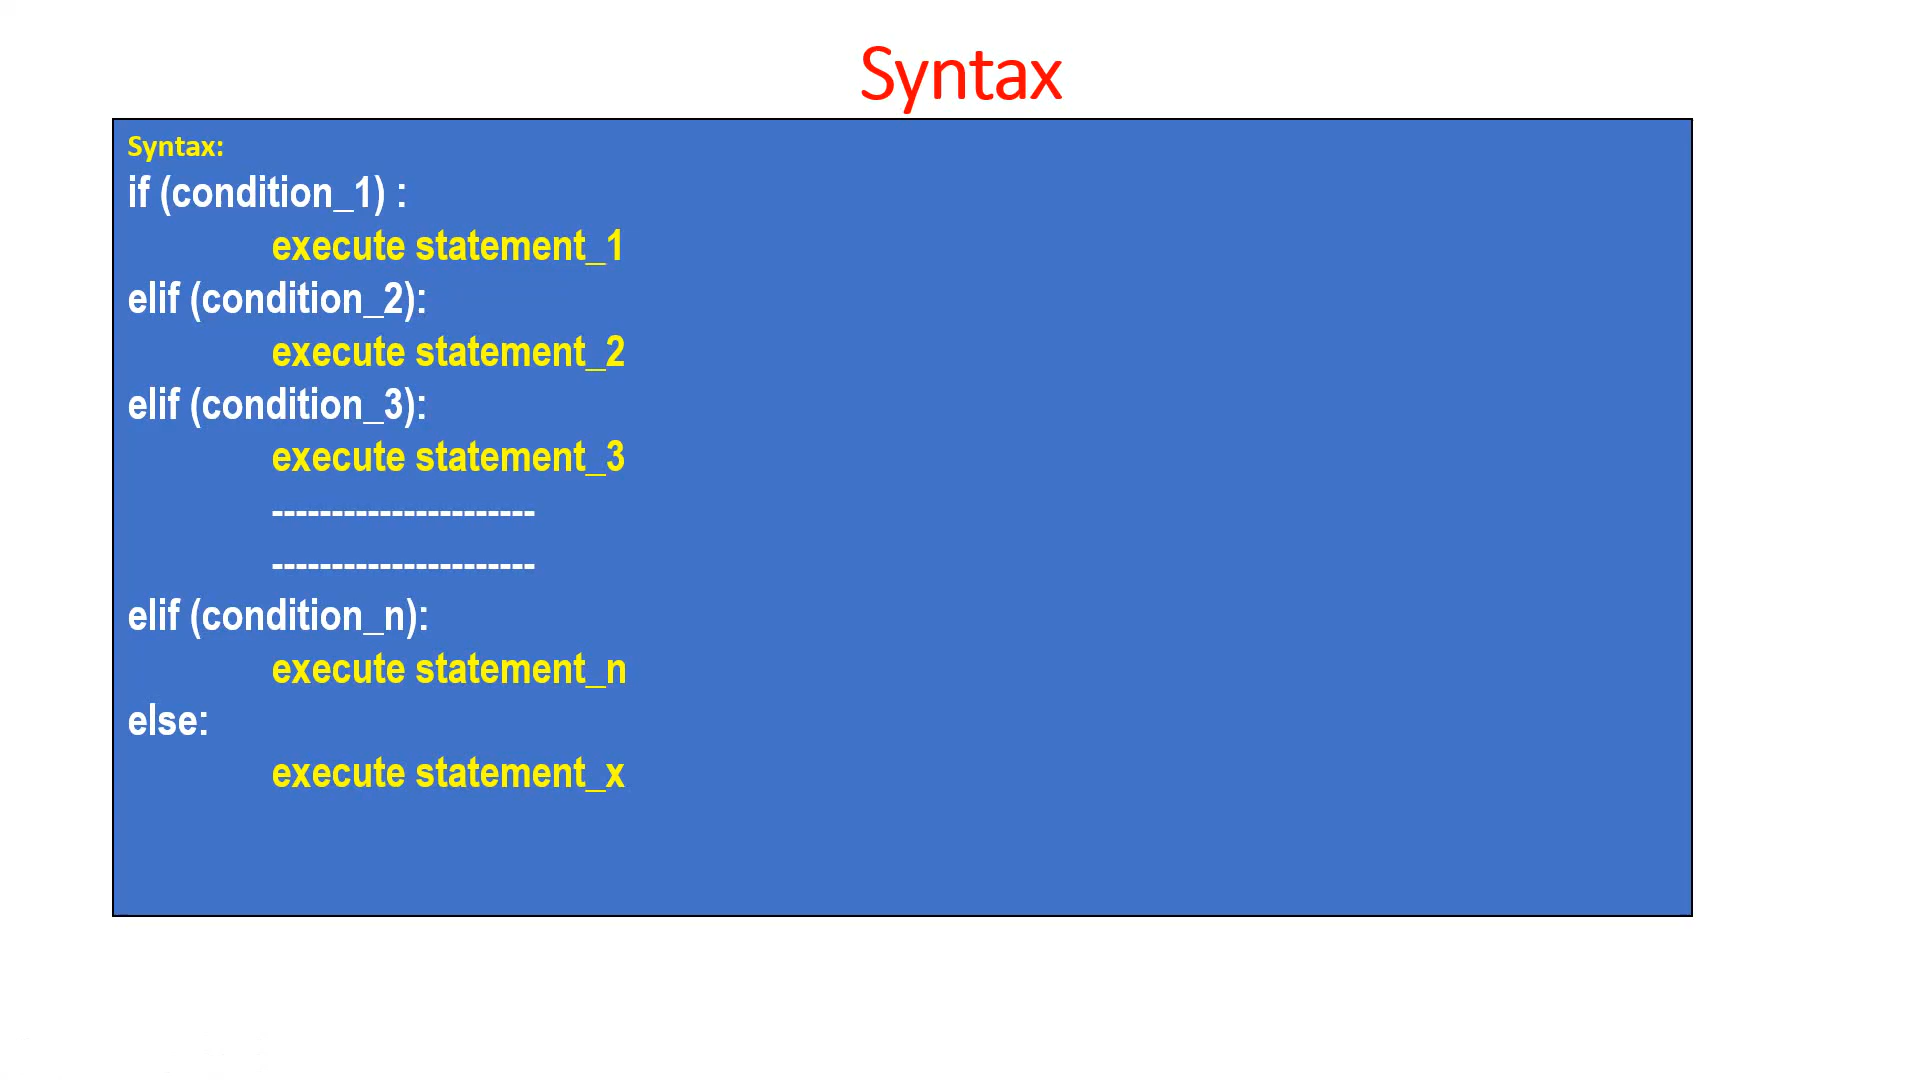 Syntax
Syntax:
if (condition_1) :
execute statement_1
elif (condition_2):
execute statement_2
elif (condition_3):
execute statement_3
----------------------
----------------------
elif (condition_n):
execute statement_n
else:
execute statement_x